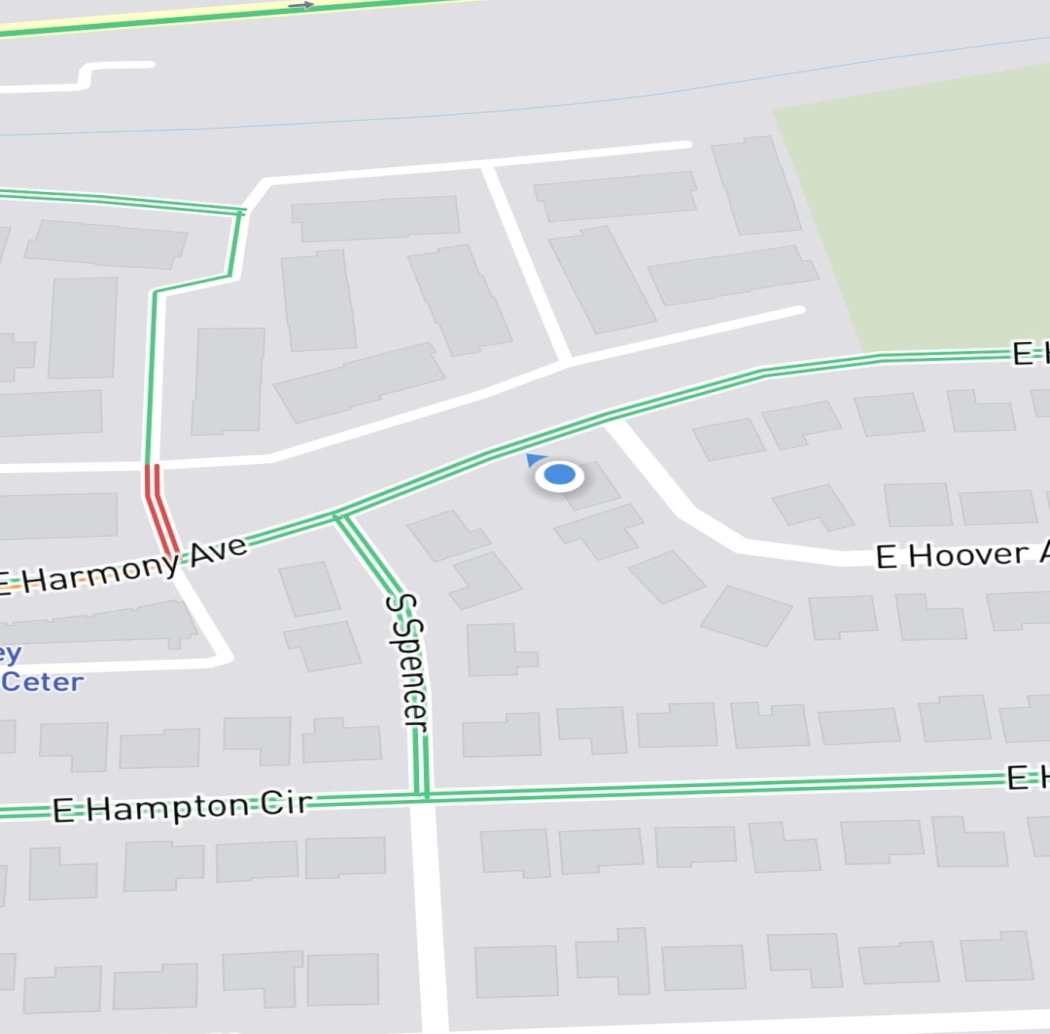 E H
E Harmony Ave
E Hoover A
S Spencer
ey
Ceter
E H
E Hampton Cir